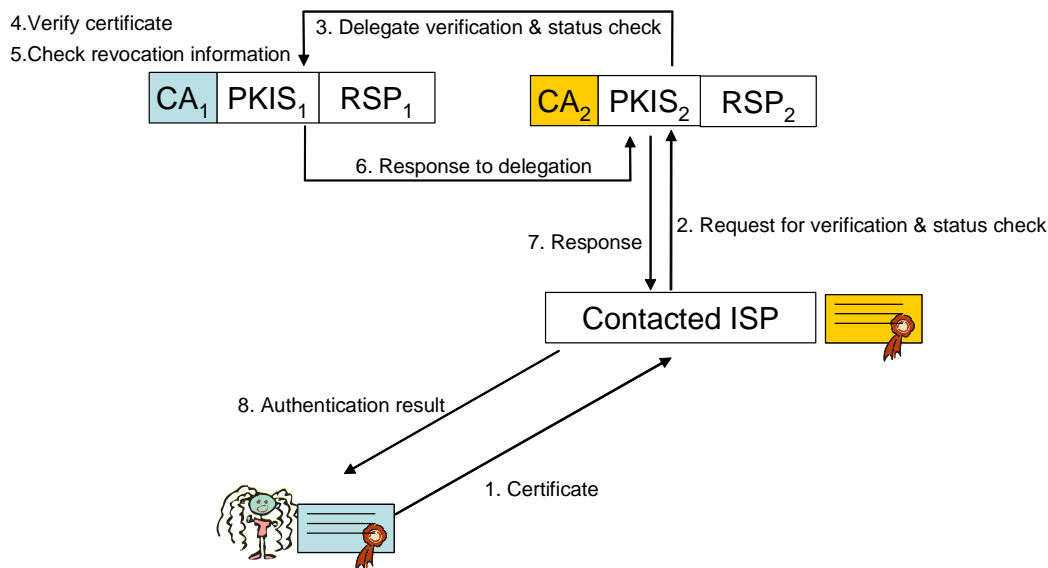 4.Verify certificate
3. Delegate verification & status check
5.Check revocation information
CA1 PKIS1 RSP1
CA2 PKIS2 RSP2
6. Response to delegation
2. Request for verification & status check
7. Response
Contacted ISP
8. Authentication result
1. Certificate